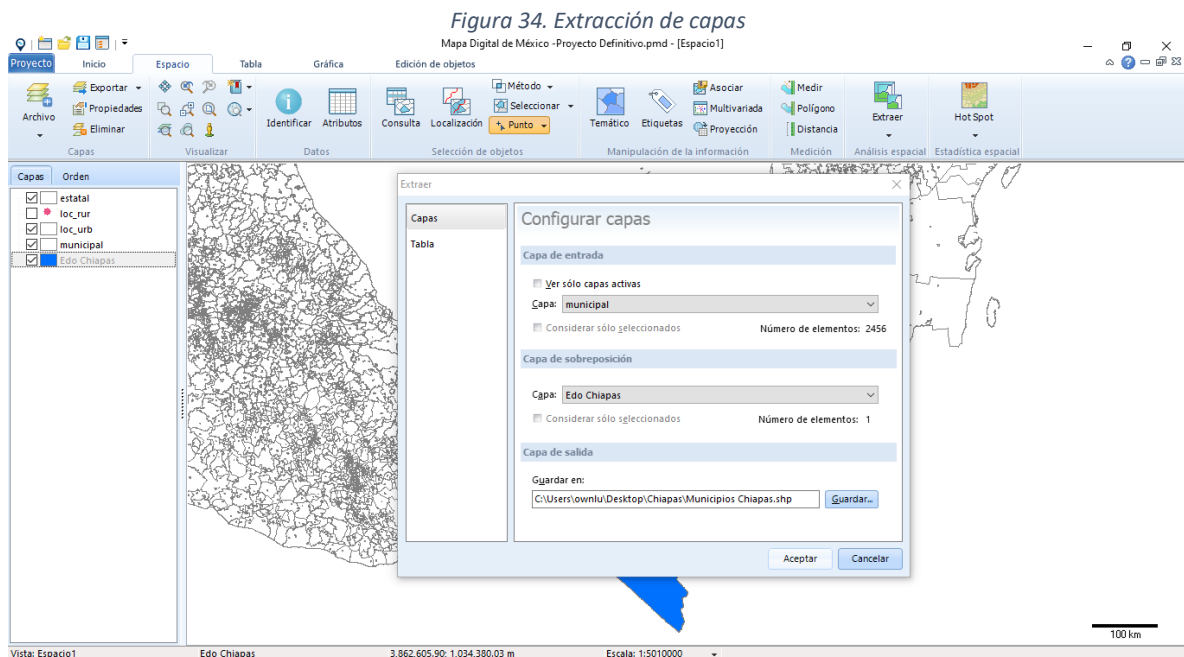 Figura 34. Extracción de capas
Mapa Digital de México -Proyecto Definitivo.pmd - [Espacio1]
Proyecto Inicio Espacio Tabla Gráfica Edición de objetos
Exportar Método Asociar Medir
Propiedades Seleccionar Multivariada Polígono
Archivo Identificar Atributos Consulta Localización Temático Etiquetas Extraer Hot Spot
Eliminar Punto Proyección Distancia
Capas Visualizar Datos Selección de objetos Manipulación de la información Medición Análisis espacial Estadística espacial
Capas Orden
estatal
loc_rur
loc_urb
municipal
Edo Chiapas
Extraer
Capas
Tabla
Configurar capas
Capa de entrada
Ver sólo capas activas
Capa: municipal
Considerar sólo seleccionados Número de elementos: 2456
Capa de sobreposición
Capa: Edo Chiapas
Considerar sólo seleccionados Número de elementos: 1
Capa de salida
Guardar en:
C:\Users\ownlu\Desktop\Chiapas\Municipios Chiapas.shp Guardar...
Aceptar Cancelar
100 km
Vista: Espacio1 Edo Chiapas 3,862,605.90; 1,034,380.03 m Escala: 1:5010000